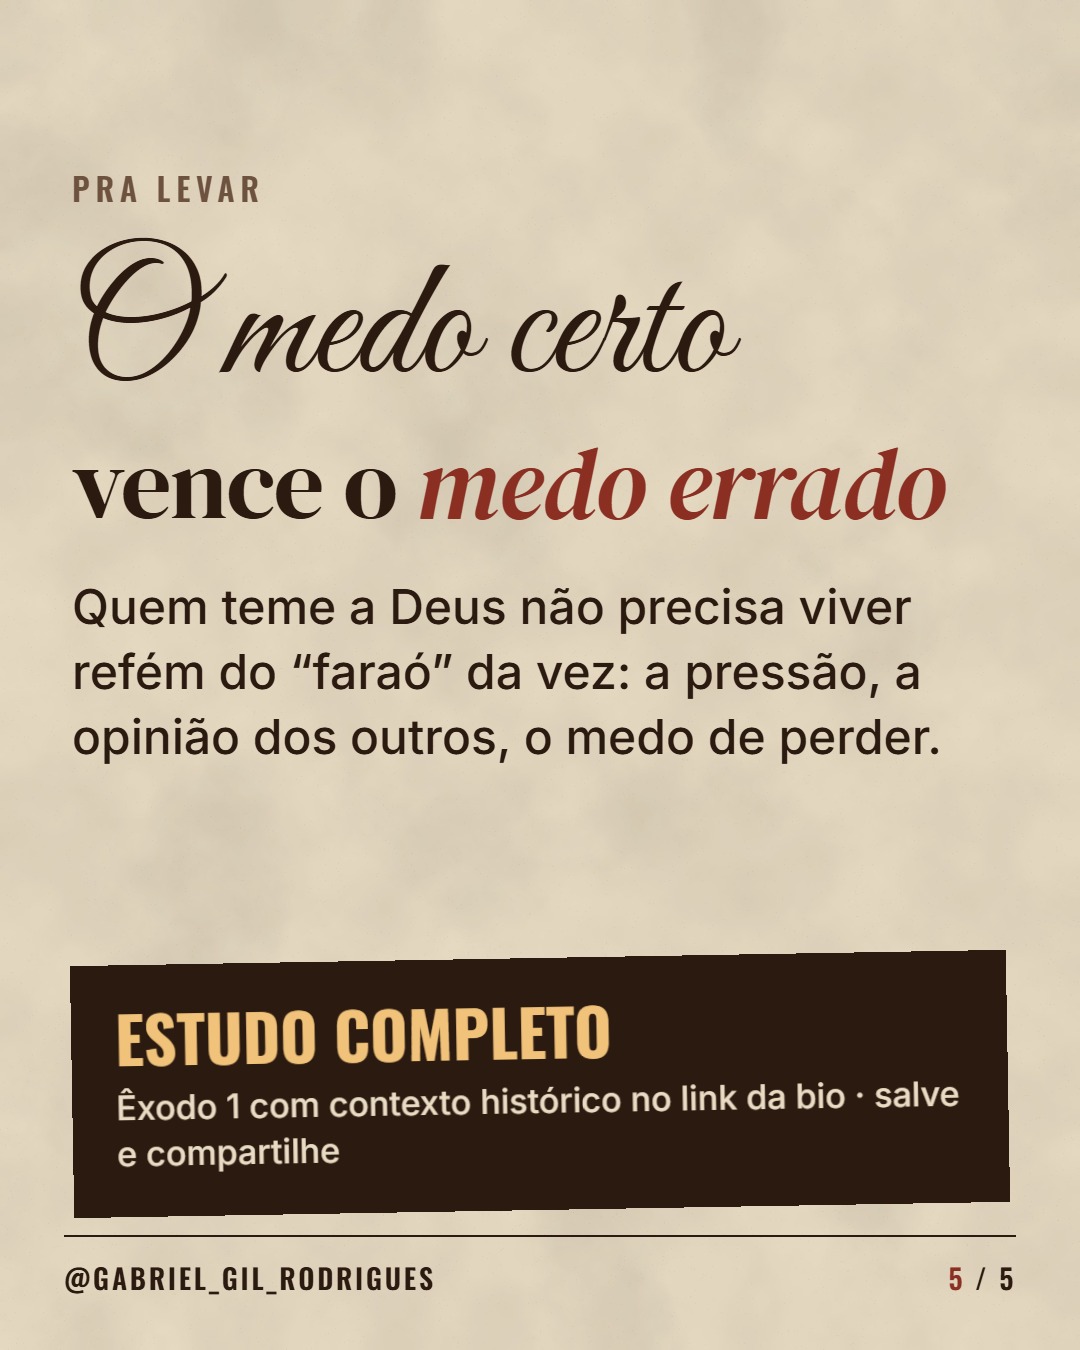 PRA LEVAR
O medo certo
vence o medo errado
Quem teme a Deus não precisa viver
refém do “faraó” da vez: a pressão, a
opinião dos outros, o medo de perder.
ESTUDO COMPLETO
Êxodo 1 com contexto histórico no link da bio · salve
e compartilhe
@GABRIEL_GIL_RODRIGUES
5 / 5